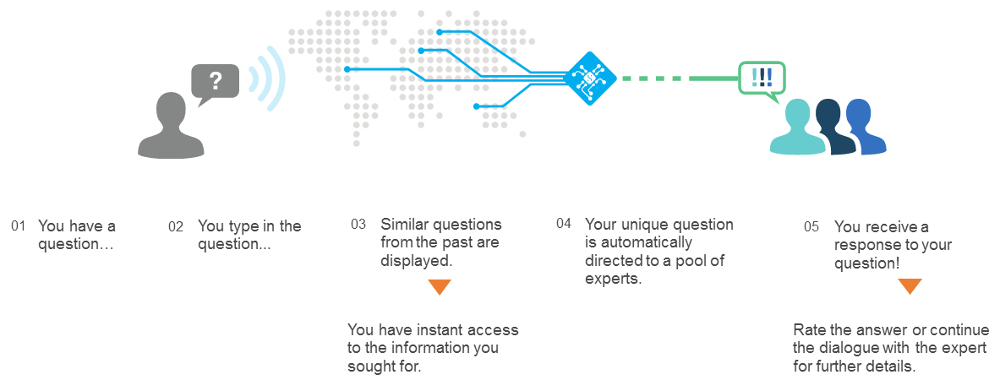 ?
!!!
01 You have a
question…
02 You type in the
question...
03 Similar questions
from the past are
displayed.
You have instant access
to the information you
sought for.
04 Your unique question
is automatically
directed to a pool of
experts.
05 You receive a
response to your
question!
Rate the answer or continue
the dialogue with the expert
for further details.